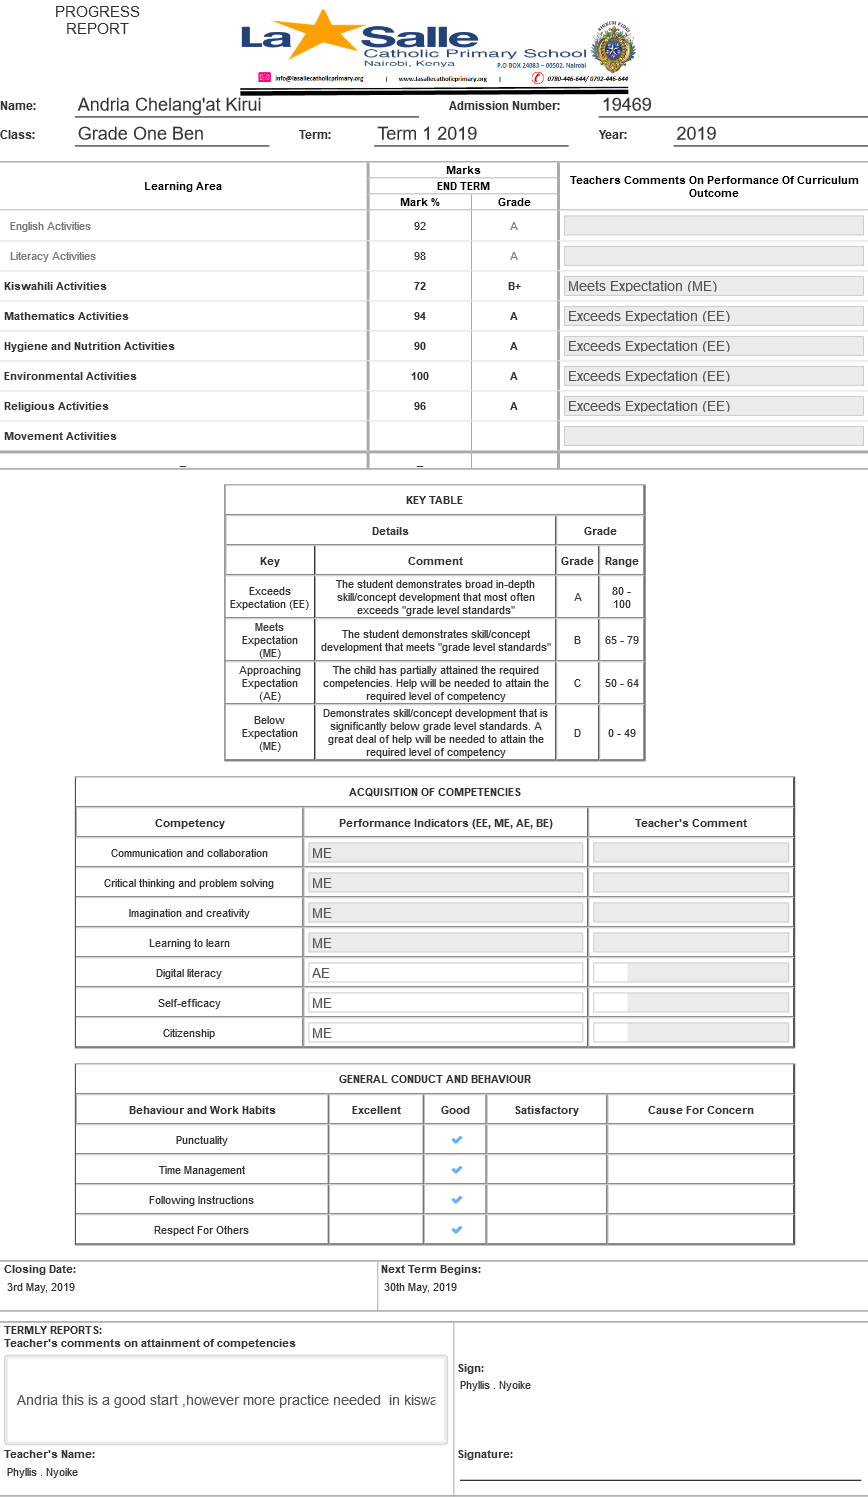 PROGRESS
REPORT
La Salle
Catholic Primary School
Nairobi, Kenya
P.O BOX 24083 – 00502, Nairobi
info@lasallecatholicprimary.org | www.lasallecatholicprimary.org | 0780-446-644/ 0792-446-644
Name: Andria Chelang'at Kirui Admission Number: 19469
Class: Grade One Ben Term: Term 1 2019 Year: 2019
Learning Area Marks Teachers Comments On Performance Of Curriculum Outcome
END TERM
Mark % Grade
English Activities 92 A
Literacy Activities 98 A
Kiswahili Activities 72 B+ Meets Expectation (ME)
Mathematics Activities 94 A Exceeds Expectation (EE)
Hygiene and Nutrition Activities 90 A Exceeds Expectation (EE)
Environmental Activities 100 A Exceeds Expectation (EE)
Religious Activities 96 A Exceeds Expectation (EE)
Movement Activities
_ _
KEY TABLE
Details Grade
Key Comment Grade Range
Exceeds Expectation (EE) The student demonstrates broad in-depth skill/concept development that most often exceeds "grade level standards" A 80 - 100
Meets Expectation (ME) The student demonstrates skill/concept development that meets "grade level standards" B 65 - 79
Approaching Expectation (AE) The child has partially attained the required competencies. Help will be needed to attain the required level of competency C 50 - 64
Below Expectation (ME) Demonstrates skill/concept development that is significantly below grade level standards. A great deal of help will be needed to attain the required level of competency D 0 - 49
ACQUISITION OF COMPETENCIES
Competency Performance Indicators (EE, ME, AE, BE) Teacher's Comment
Communication and collaboration ME
Critical thinking and problem solving ME
Imagination and creativity ME
Learning to learn ME
Digital literacy AE
Self-efficacy ME
Citizenship ME
GENERAL CONDUCT AND BEHAVIOUR
Behaviour and Work Habits Excellent Good Satisfactory Cause For Concern
Punctuality ✔
Time Management ✔
Following Instructions ✔
Respect For Others ✔
Closing Date: Next Term Begins:
3rd May, 2019 30th May, 2019
TERMLY REPORTS:
Teacher's comments on attainment of competencies
Andria this is a good start ,however more practice needed in kiswa
Sign:
Phyllis . Nyoike
Teacher's Name: Signature:
Phyllis . Nyoike